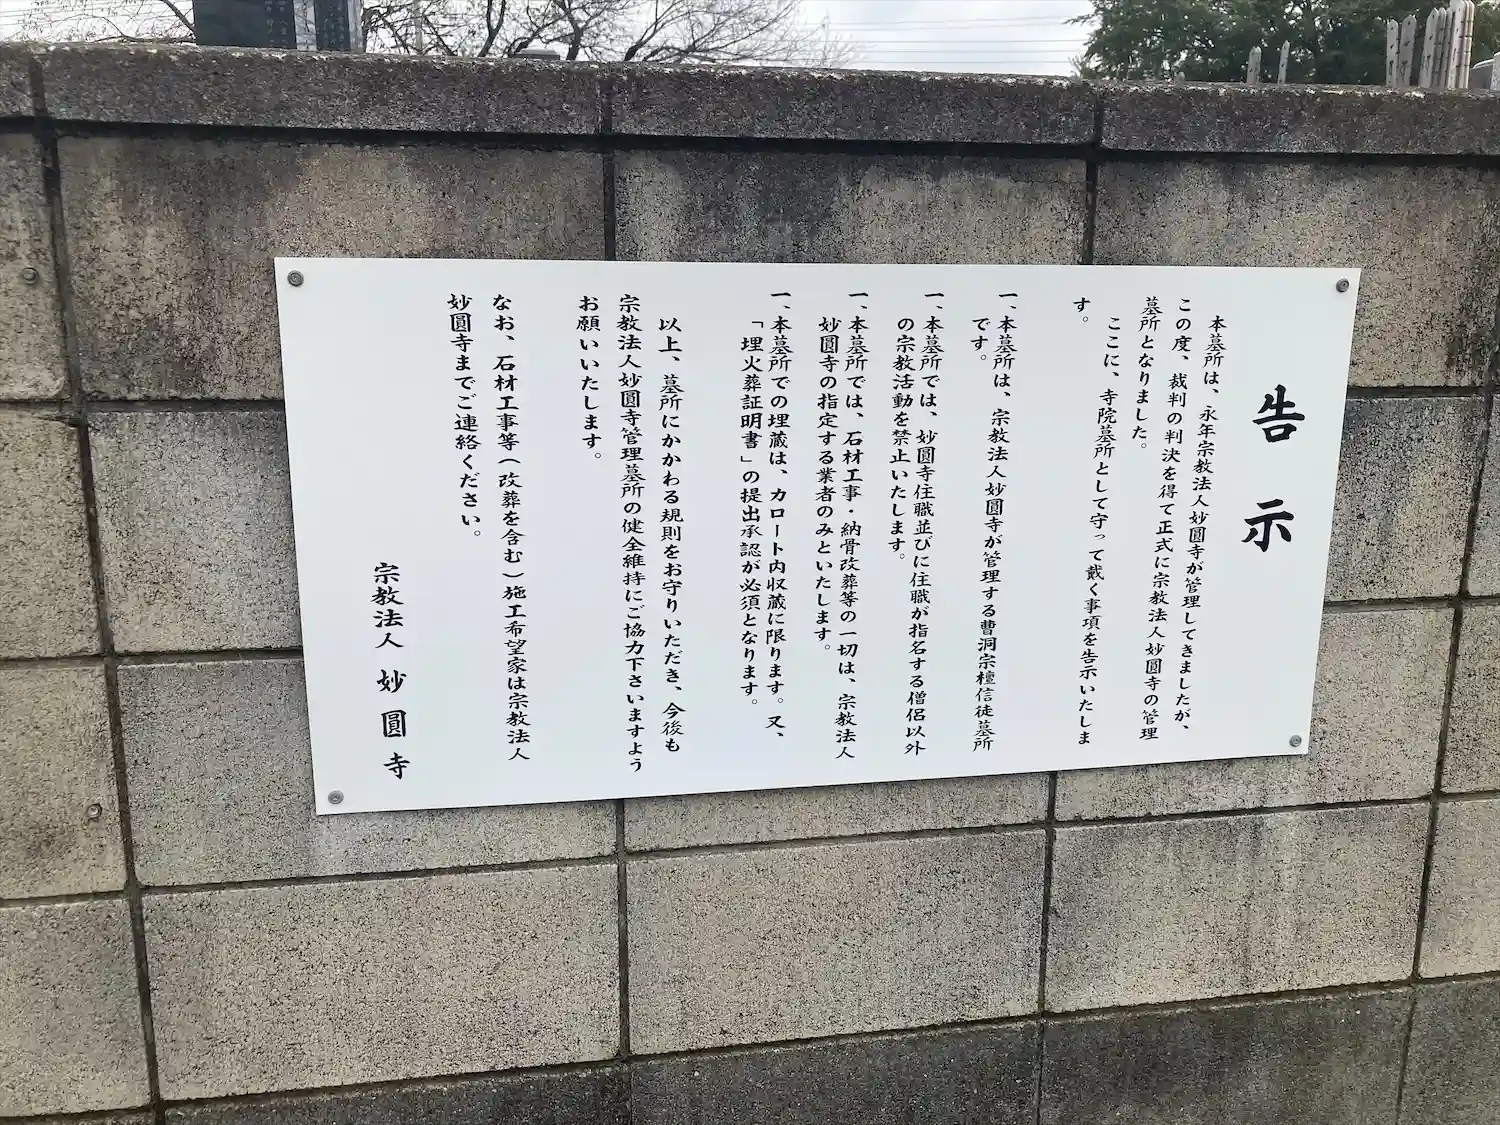 告示
本墓所は、永年宗教法人妙圓寺が管理してきましたが、
この度、裁判の判決を得て正式に宗教法人妙圓寺の管理
墓所となりました。
ここに、寺院墓所として守って戴く事項を告示いたしま
す。
一、本墓所は、宗教法人妙圓寺が管理する曹洞宗檀信徒墓所
です。
一、本墓所では、妙圓寺住職並びに住職が指名する僧侶以外
の宗教活動を禁止いたします。
一、本墓所では、石材工事・納骨改葬等の一切は、宗教法人
妙圓寺の指定する業者のみといたします。
一、本墓所での埋蔵は、カロート内収蔵に限ります。又、
「埋火葬証明書」の提出承認が必須となります。
以上、墓所にかかわる規則をお守りいただき、今後も
宗教法人妙圓寺管理墓所の健全維持にご協力下さいますよう
お願いいたします。
なお、石材工事等(改葬を含む)施工希望家は宗教法人
妙圓寺までご連絡ください。
宗教法人 妙圓寺